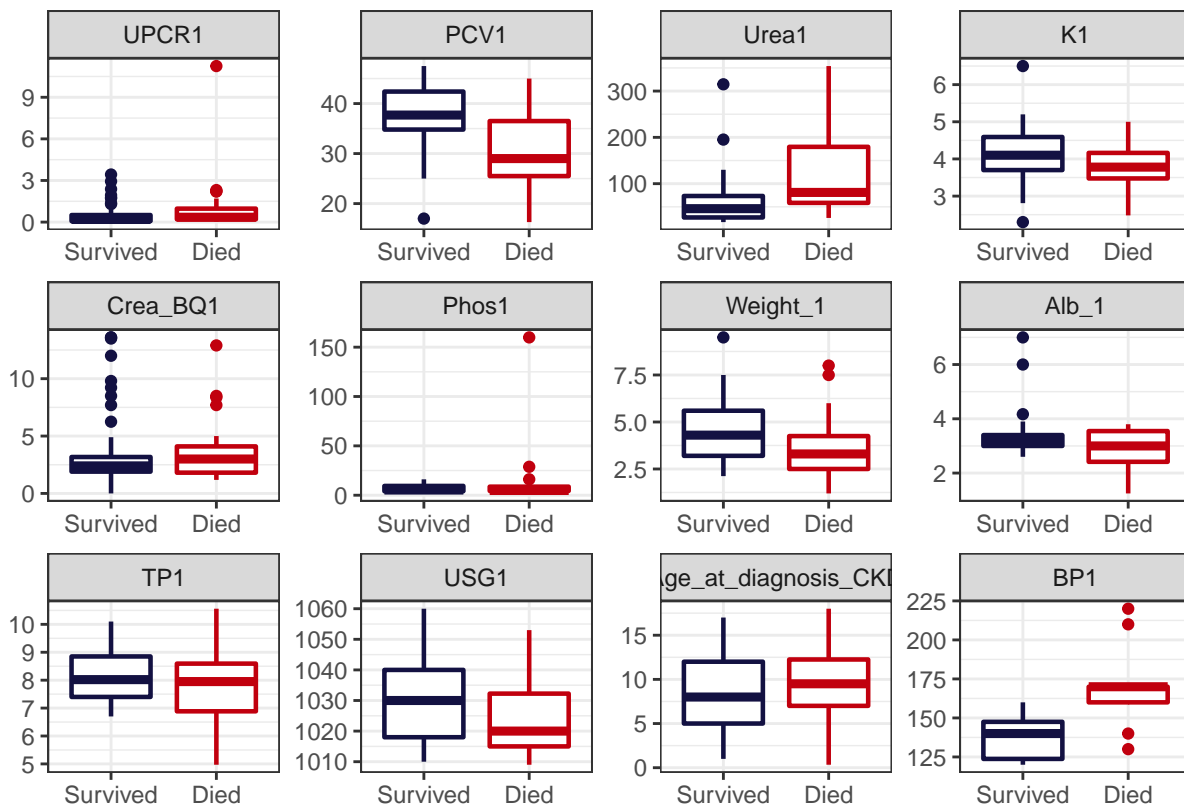 UPCR1
9
6
3
0
Survived Died
PCV1
40
30
20
Survived Died
Urea1
300
200
100
Survived Died
K1
6
5
4
3
Survived Died
Crea_BQ1
10
5
0
Survived Died
Phos1
150
100
50
0
Survived Died
Weight_1
7.5
5.0
2.5
Survived Died
Alb_1
6
4
2
Survived Died
TP1
10
9
8
7
6
5
Survived Died
USG1
1060
1050
1040
1030
1020
1010
Survived Died
Age_at_diagnosis_CKD
15
10
5
0
Survived Died
BP1
225
200
175
150
125
Survived Died